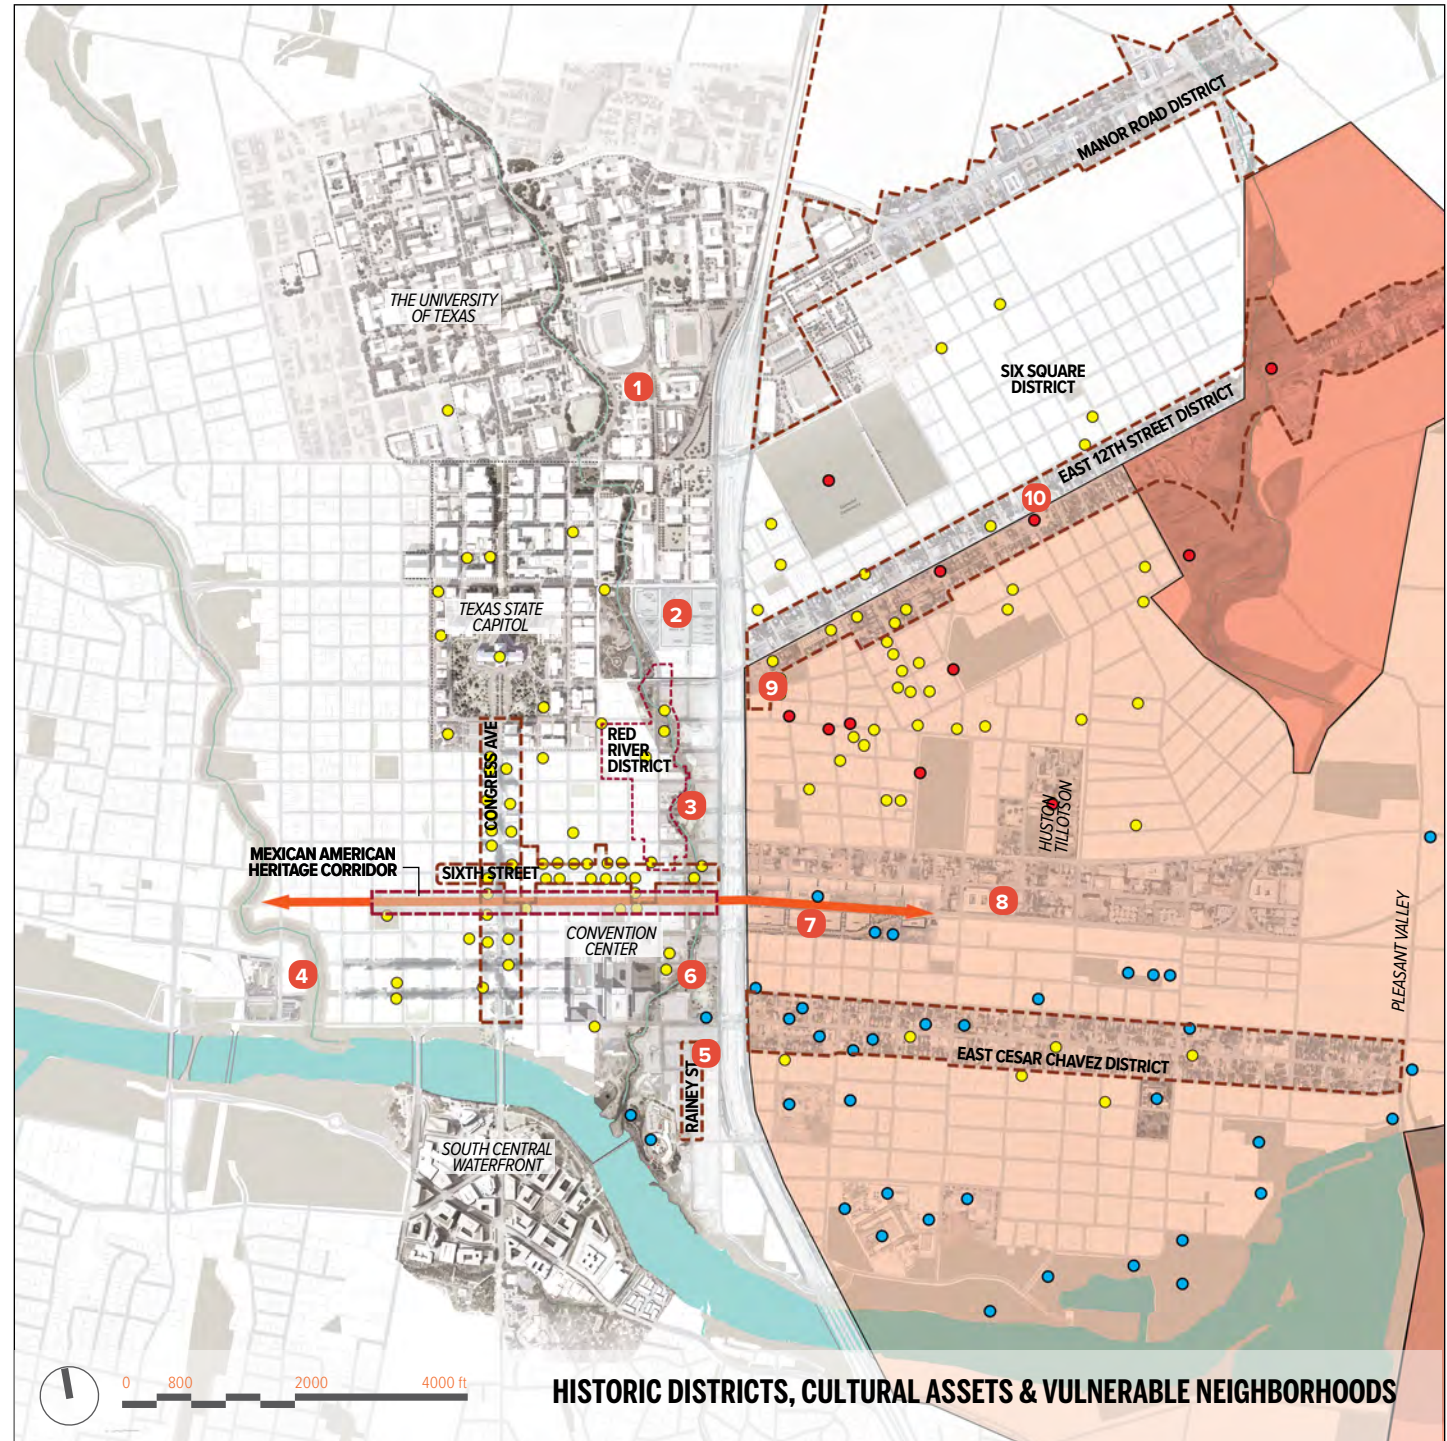 MANOR ROAD DISTRICT
THE UNIVERSITY
OF TEXAS
SIX SQUARE
DISTRICT
1
EAST 12TH STREET DISTRICT
10
TEXAS STATE
CAPITOL
2
9
CONGRESS AVE
RED
RIVER
DISTRICT
3
HUSTON
TILLOTSON
MEXICAN AMERICAN
HERITAGE CORRIDOR
SIXTH STREET
8
7
CONVENTION
CENTER
PLEASANT VALLEY
4
6
5
EAST CESAR CHAVEZ DISTRICT
RAINEY ST
SOUTH CENTRAL
WATERFRONT
0 800 2000 4000 ft
HISTORIC DISTRICTS, CULTURAL ASSETS & VULNERABLE NEIGHBORHOODS